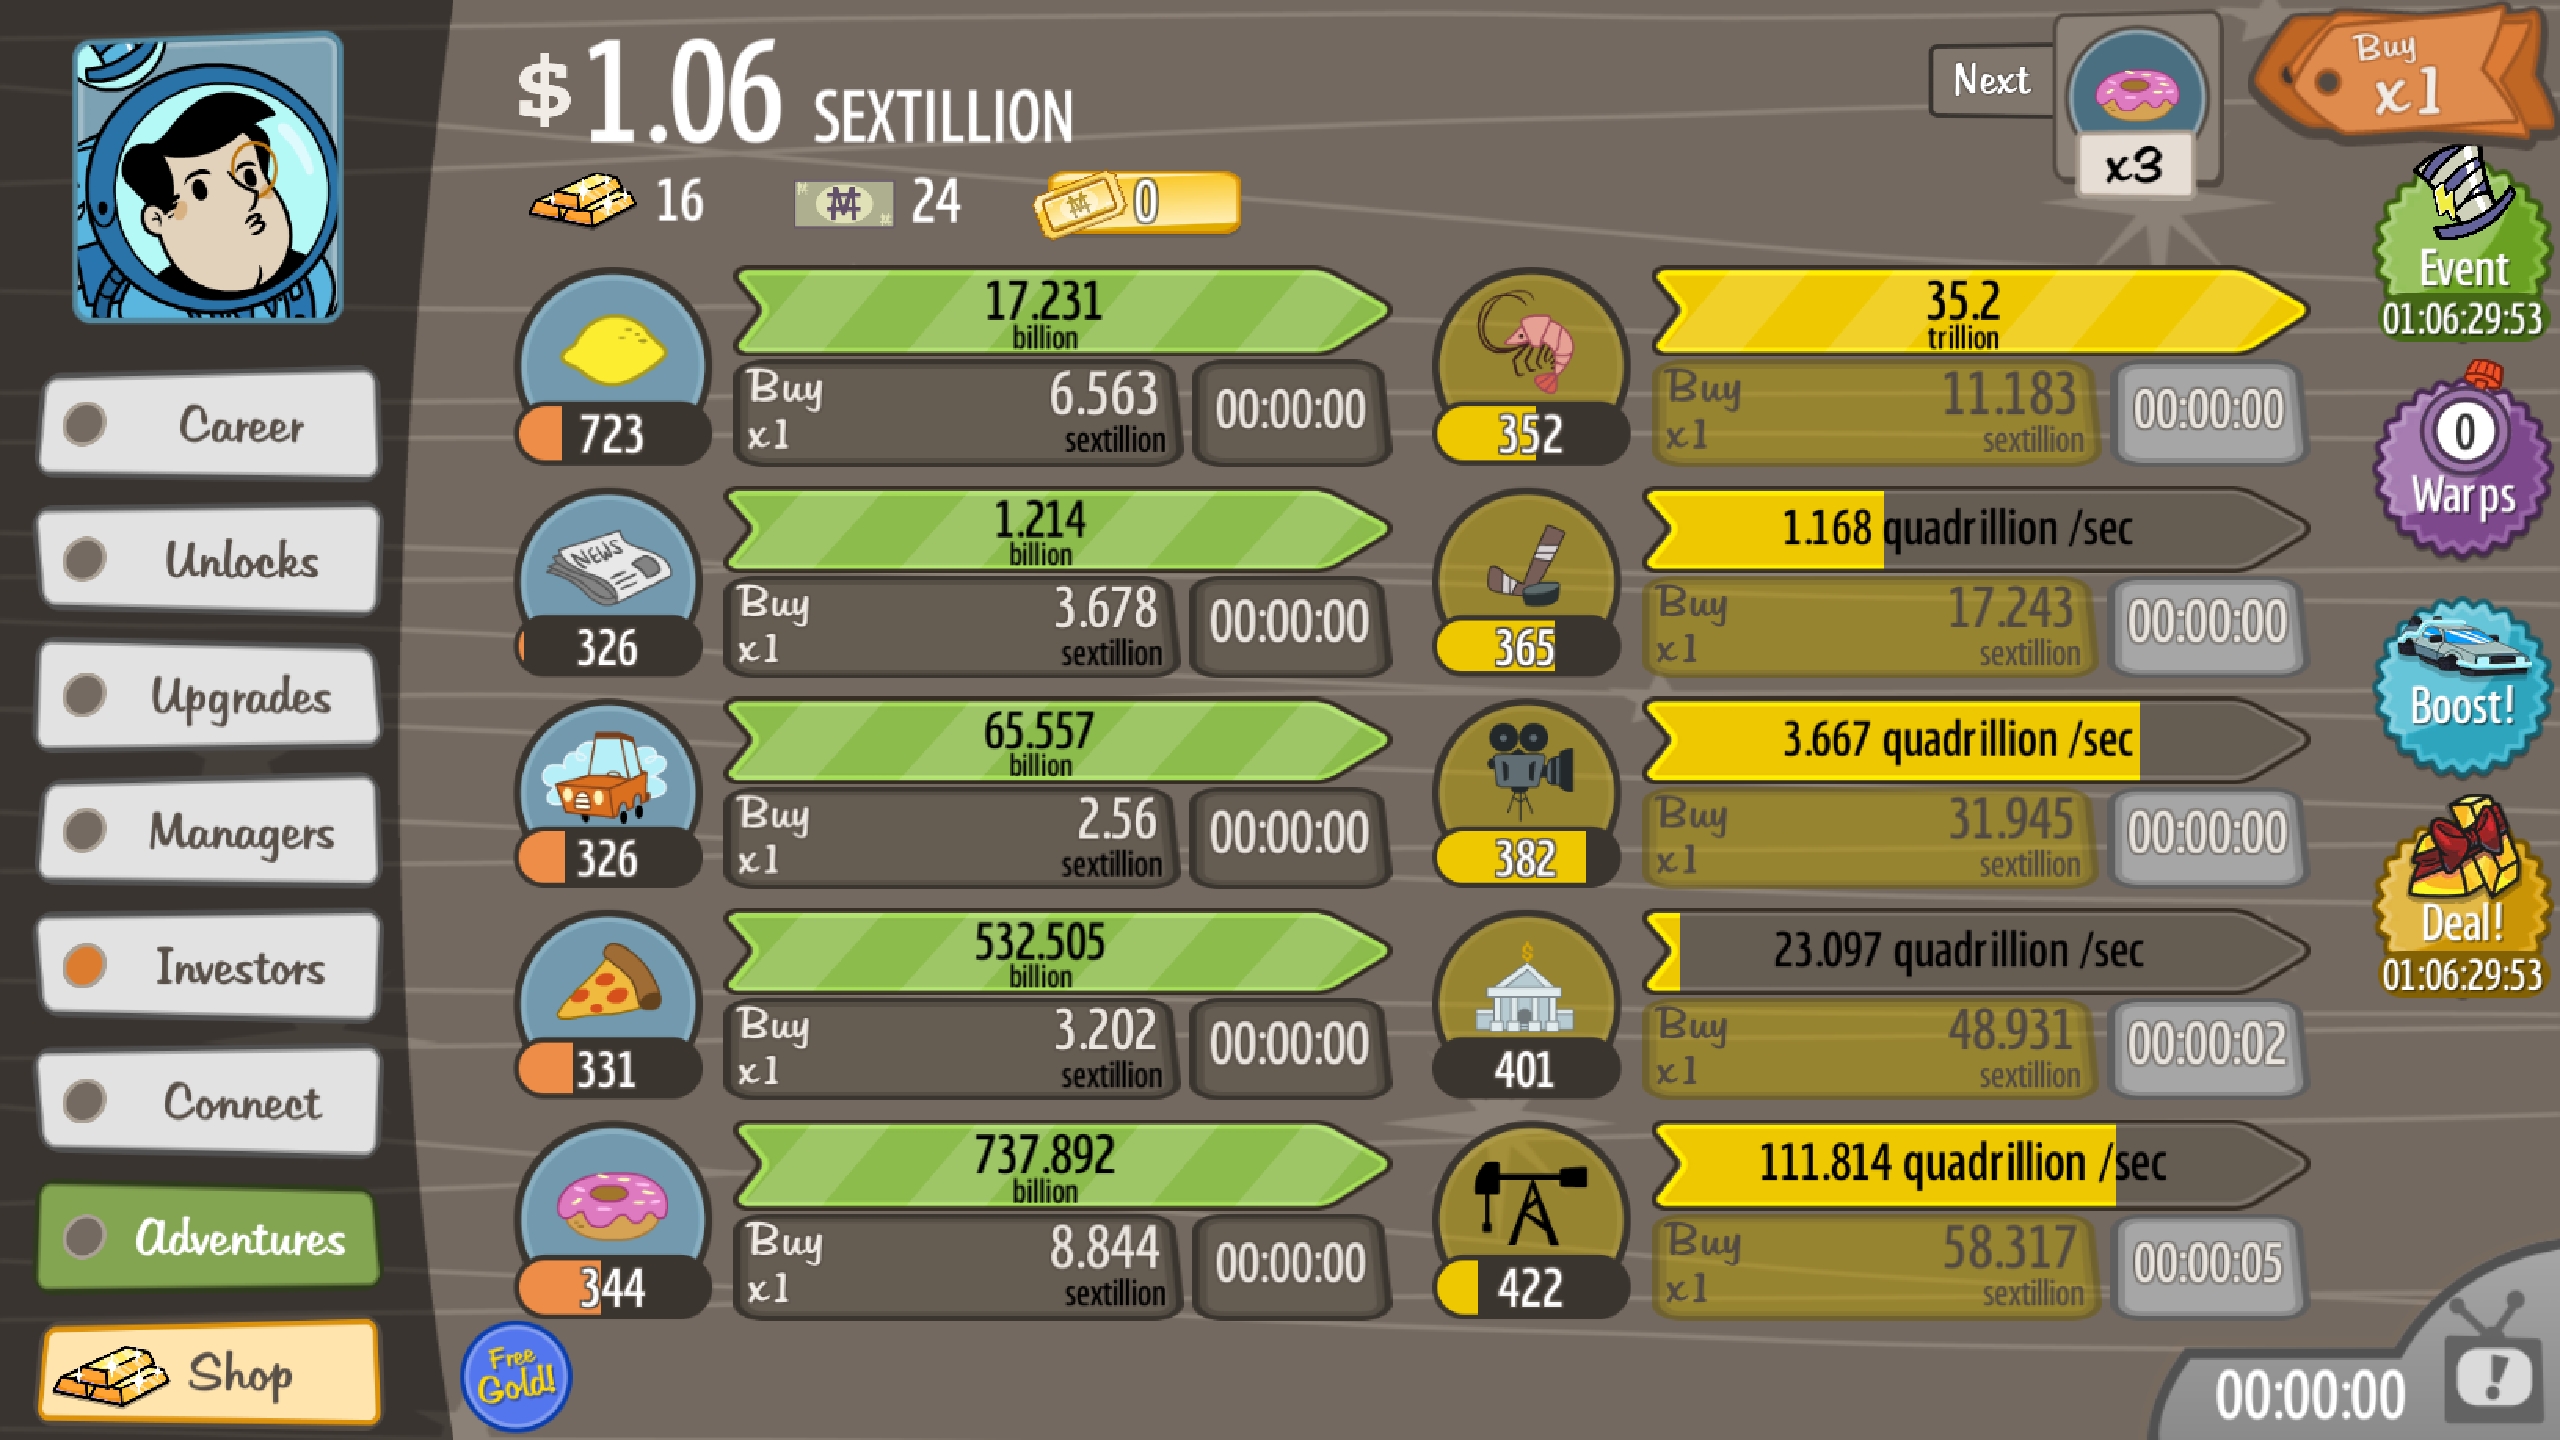 $1.06 SEXTILLION
Next
x3
Buy
x1
16
24
0
Career
Unlocks
Upgrades
Managers
Investors
Connect
Adventures
Shop
Free
Gold!
17.231
billion
723
Buy
x1
6.563
sextillion
00:00:00
NEWS
1.214
billion
326
Buy
x1
3.678
sextillion
00:00:00
65.557
billion
326
Buy
x1
2.56
sextillion
00:00:00
532.505
billion
331
Buy
x1
3.202
sextillion
00:00:00
737.892
billion
344
Buy
x1
8.844
sextillion
00:00:00
35.2
trillion
352
Buy
x1
11.183
sextillion
00:00:00
1.168 quadrillion /sec
365
Buy
x1
17.243
sextillion
00:00:00
3.667 quadrillion /sec
382
Buy
x1
31.945
sextillion
00:00:00
23.097 quadrillion /sec
401
Buy
x1
48.931
sextillion
00:00:02
111.814 quadrillion /sec
422
Buy
x1
58.317
sextillion
00:00:05
Event
01:06:29:53
0
Warps
Boost!
Deal!
01:06:29:53
00:00:00
!